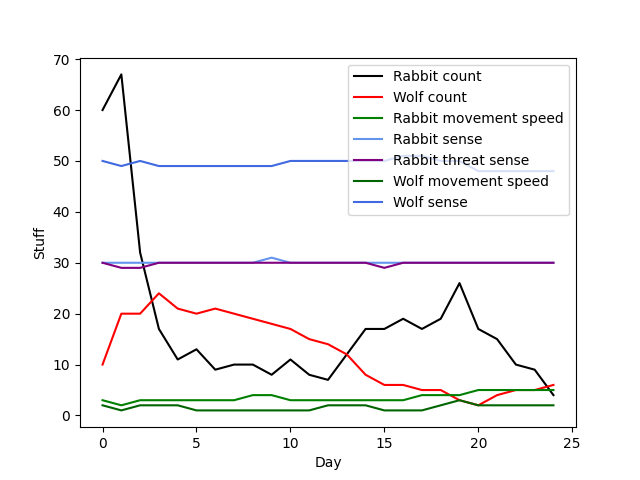 70
60
50
40
30
20
10
0
Stuff
Rabbit count
Wolf count
Rabbit movement speed
Rabbit sense
Rabbit threat sense
Wolf movement speed
Wolf sense
0 5 10 15 20 25
Day